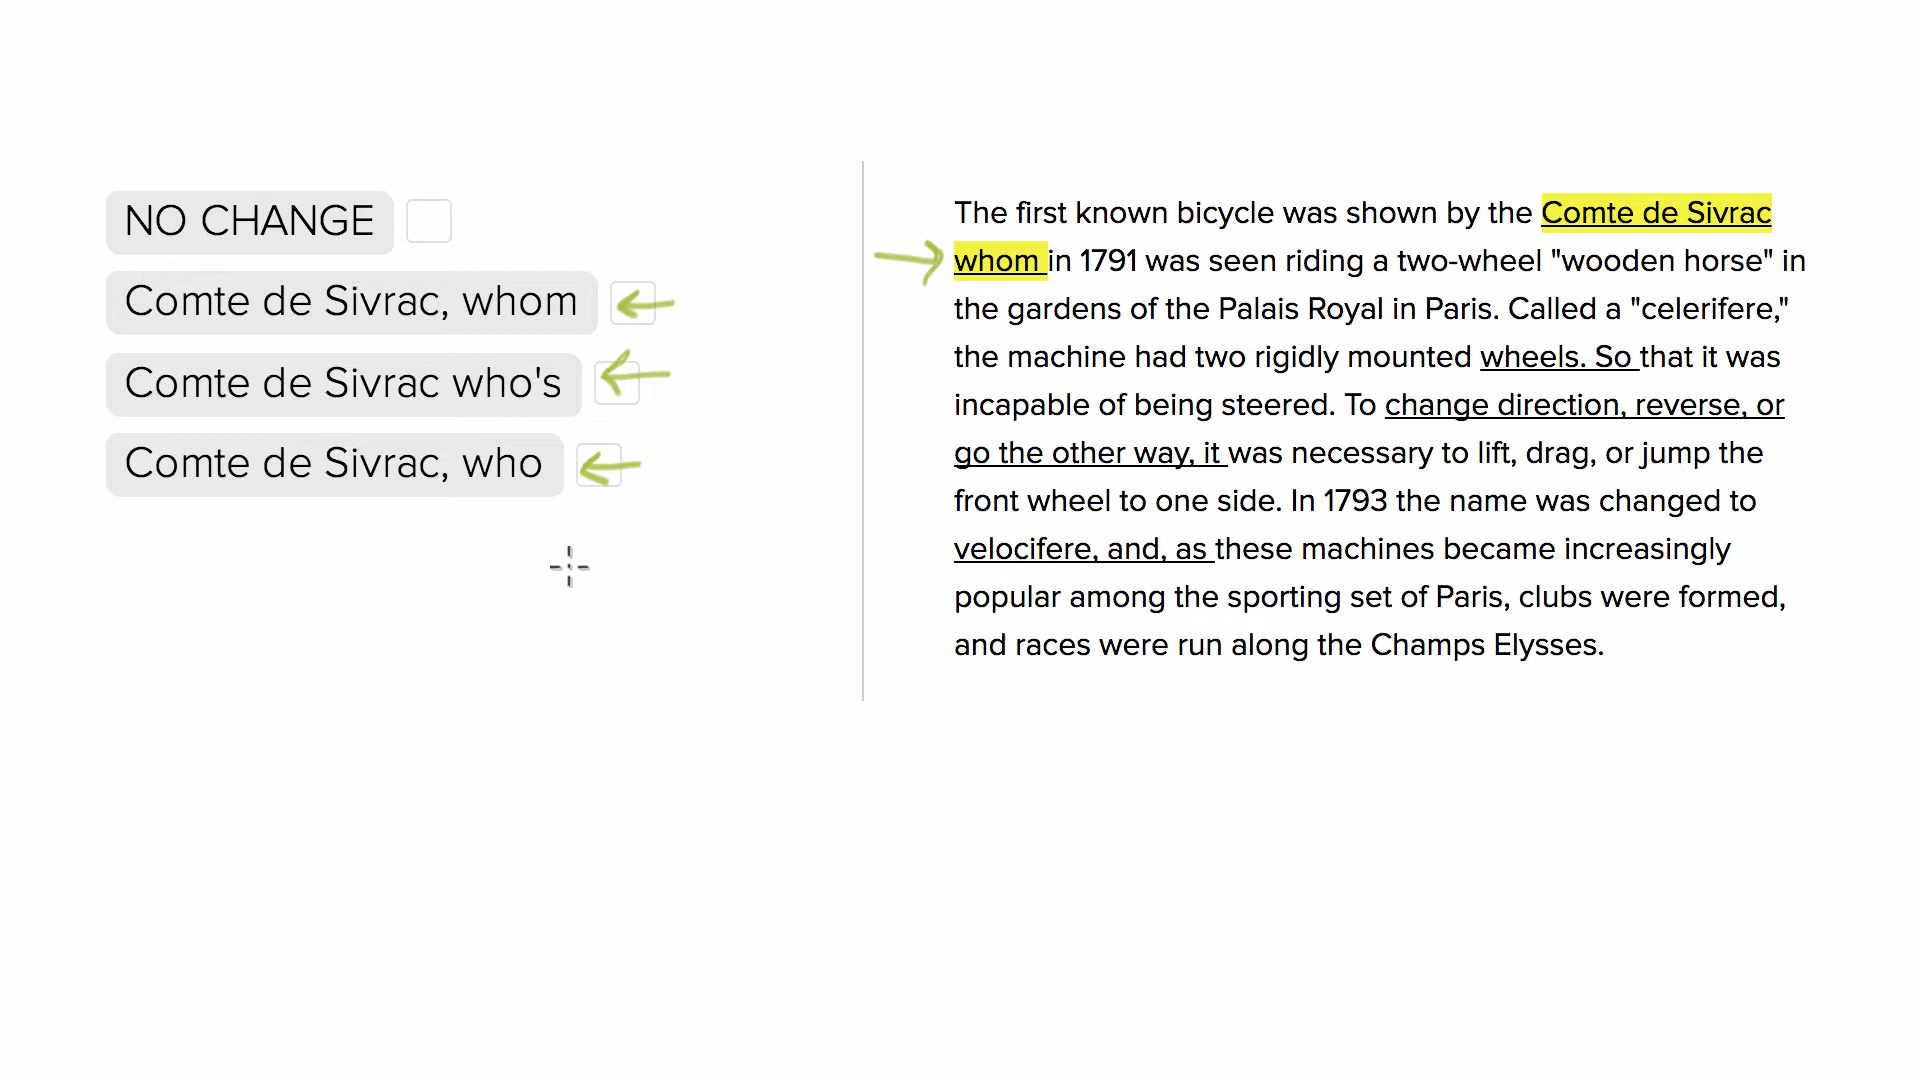 NO CHANGE
Comte de Sivrac, whom
Comte de Sivrac who's
Comte de Sivrac, who
The first known bicycle was shown by the Comte de Sivrac
whom in 1791 was seen riding a two-wheel "wooden horse" in
the gardens of the Palais Royal in Paris. Called a "celerifere,"
the machine had two rigidly mounted wheels. So that it was
incapable of being steered. To change direction, reverse, or
go the other way, it was necessary to lift, drag, or jump the
front wheel to one side. In 1793 the name was changed to
velocifere, and, as these machines became increasingly
popular among the sporting set of Paris, clubs were formed,
and races were run along the Champs Elysses.